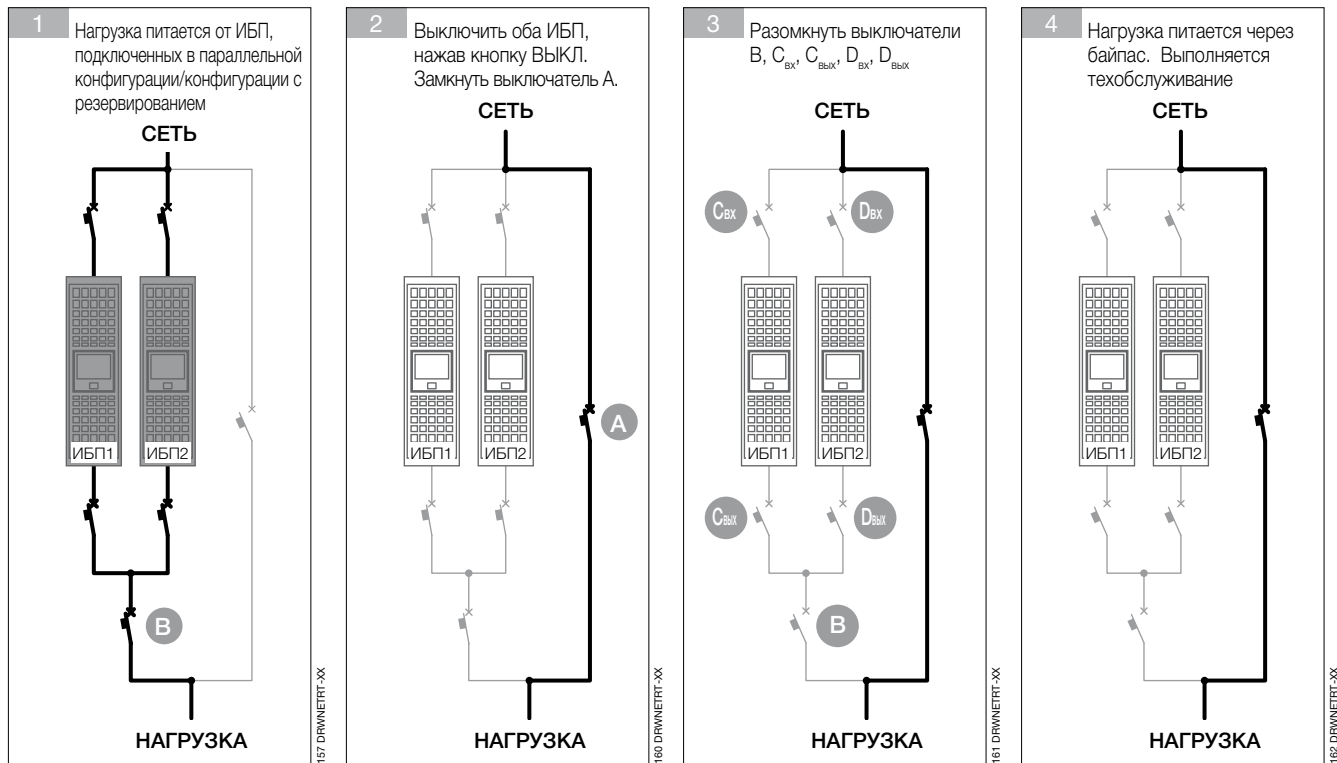 1
Нагрузка питается от ИБП,
подключенных в параллельной
конфигурации/конфигурации с
резервированием
СЕТЬ
ИБП1
ИБП2
B
НАГРУЗКА
157 DRWNETRT-XX
2
Выключить оба ИБП,
нажав кнопку ВЫКЛ.
Замкнуть выключатель A.
СЕТЬ
A
ИБП1
ИБП2
НАГРУЗКА
160 DRWNETRT-XX
3
Разомкнуть выключатели
B, Cвх, Cвых, Dвх, Dвых
СЕТЬ
Cвх
Dвх
ИБП1
ИБП2
Cвых
Dвых
B
НАГРУЗКА
161 DRWNETRT-XX
4
Нагрузка питается через
байпас. Выполняется
техобслуживание
СЕТЬ
ИБП1
ИБП2
НАГРУЗКА
162 DRWNETRT-XX